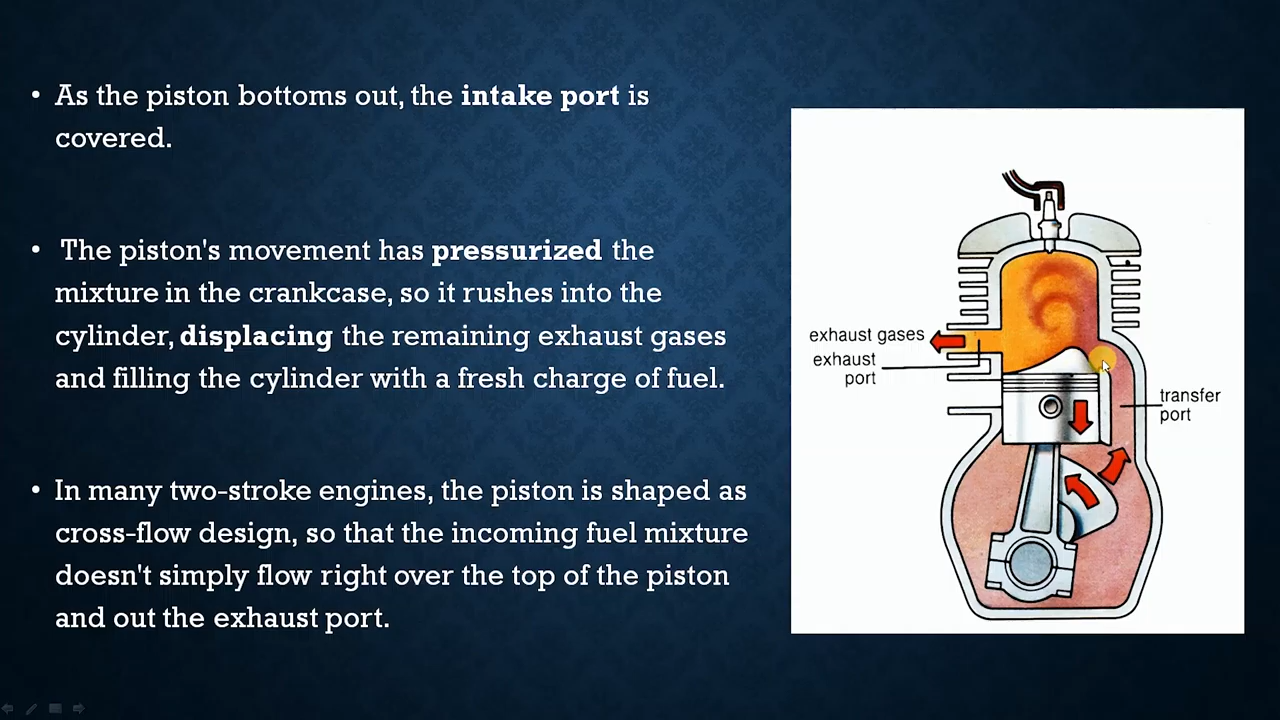 • As the piston bottoms out, the intake port is
covered.
• The piston's movement has pressurized the
mixture in the crankcase, so it rushes into the
cylinder, displacing the remaining exhaust gases
and filling the cylinder with a fresh charge of fuel.
• In many two-stroke engines, the piston is shaped as
cross-flow design, so that the incoming fuel mixture
doesn't simply flow right over the top of the piston
and out the exhaust port.
exhaust gases
exhaust
port
transfer
port